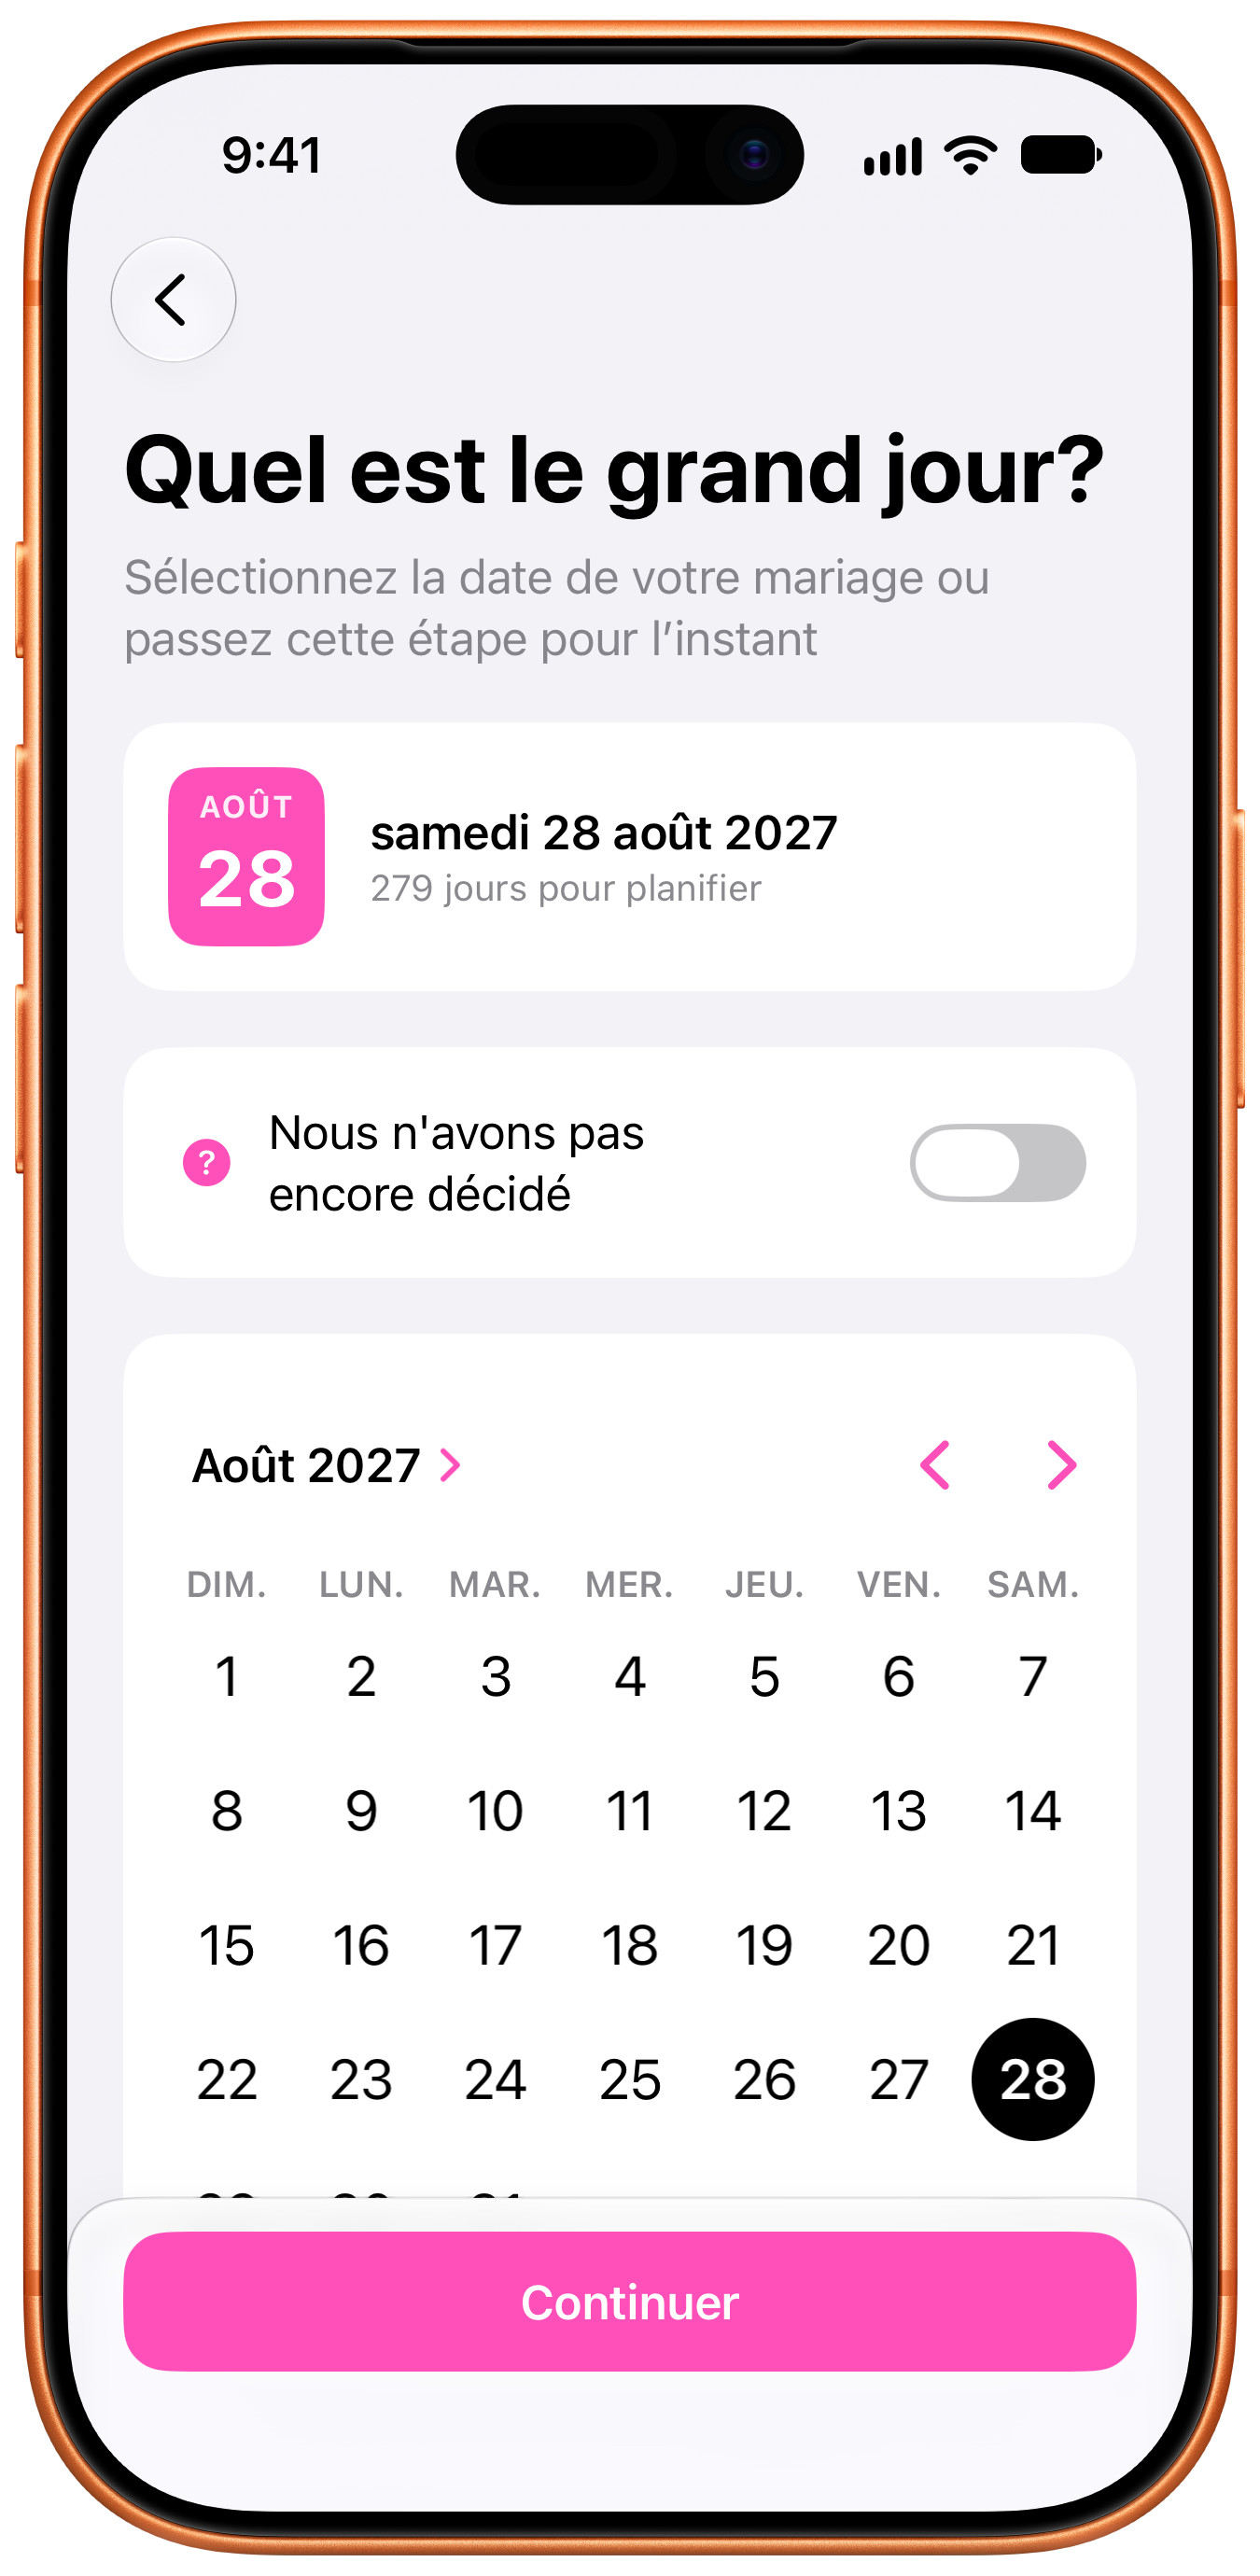 9:41
Quel est le grand jour?
Sélectionnez la date de votre mariage ou
passez cette étape pour l’instant
AOÛT
28
samedi 28 août 2027
279 jours pour planifier
?
Nous n'avons pas
encore décidé
Août 2027
DIM. LUN. MAR. MER. JEU. VEN. SAM.
1 2 3 4 5 6 7
8 9 10 11 12 13 14
15 16 17 18 19 20 21
22 23 24 25 26 27 28
Continuer